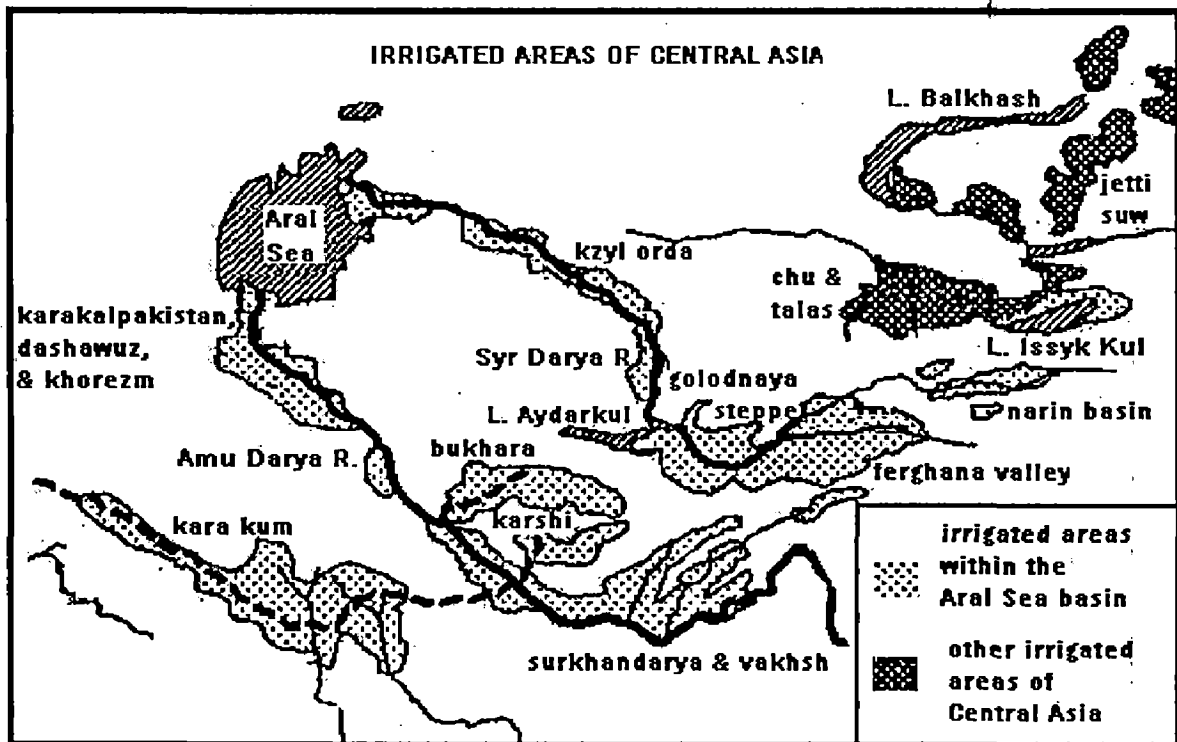 IRRIGATED AREAS OF CENTRAL ASIA
L. Balkhash
jetti
suw
Aral
Sea
kzyl orda
chu &
talas
karakalpakistan,
dashawuz,
& khorezm
L. Issyk Kul
Syr Darya R.
golodnaya
steppe
L. Aydarkul
narin basin
bukhara
Amu Darya R.
ferghana valley
kara kum
karshi
surkhandarya & vakhsh
irrigated areas
within the
Aral Sea basin
other irrigated
areas of
Central Asia